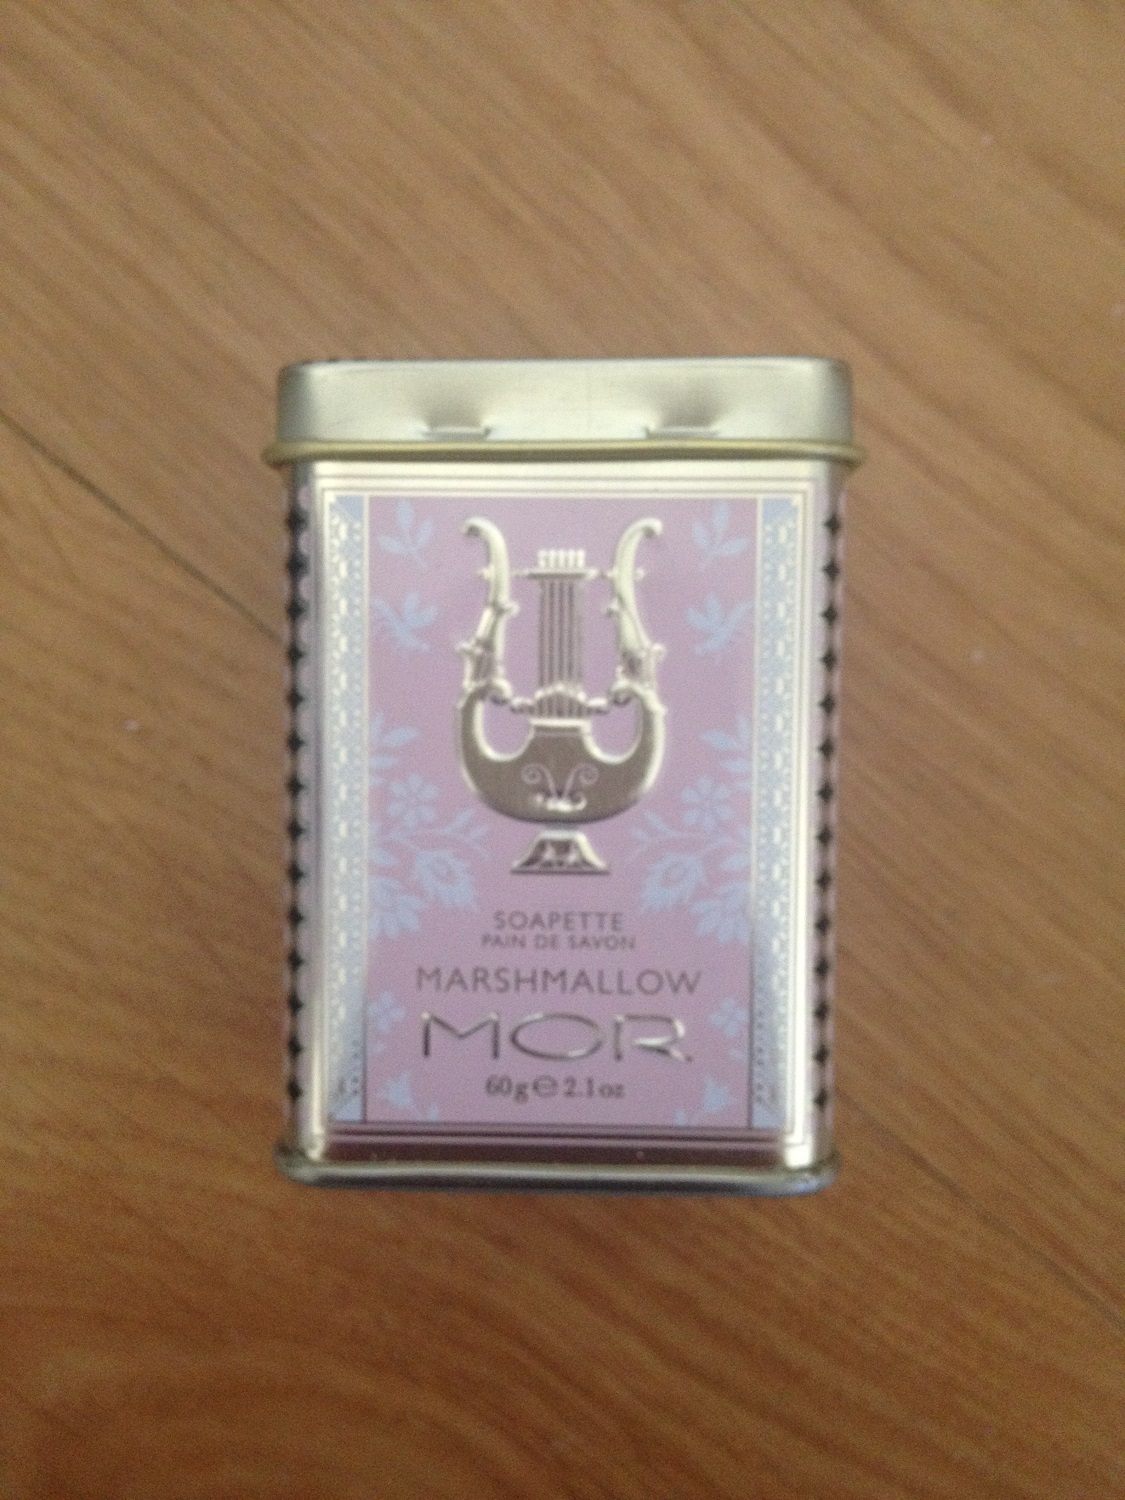 SOAPETTE
PAIN DE SAVON
MARSHMALLOW
MOR
60g℮2.1oz